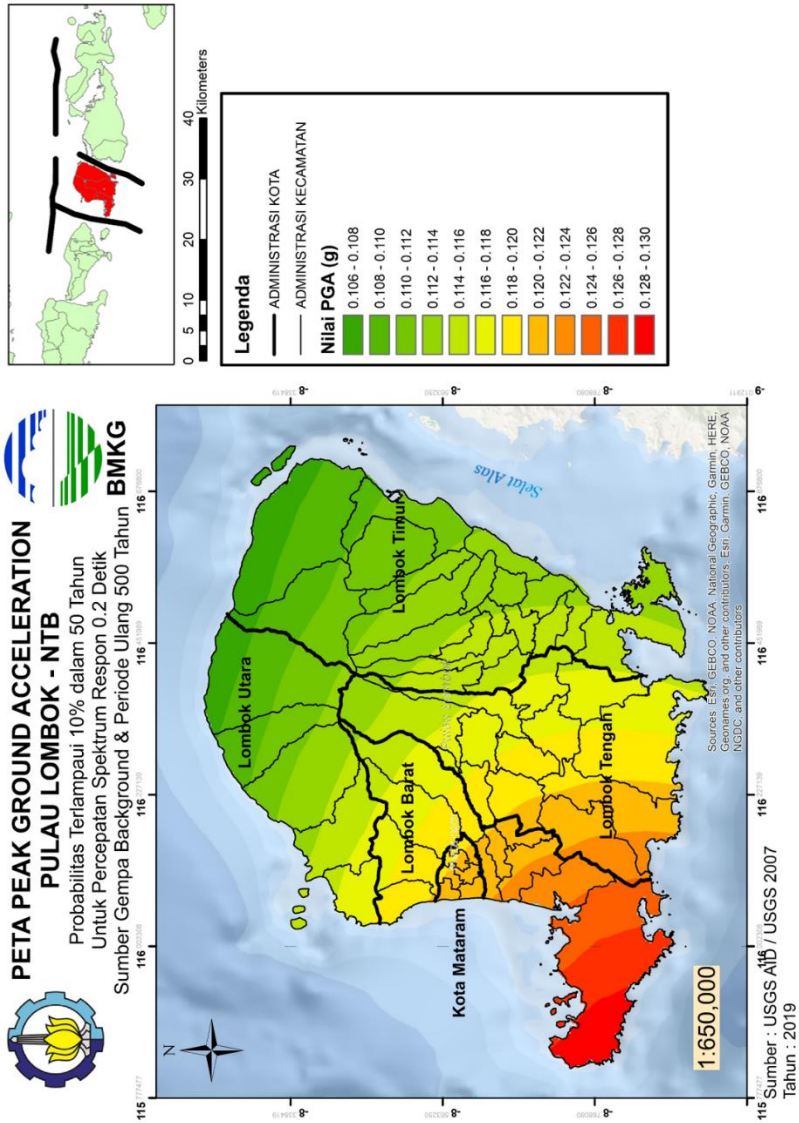 PETA PEAK GROUND ACCELERATION
PULAU LOMBOK - NTB
Probabilitas Terlampaui 10% dalam 50 Tahun
Untuk Percepatan Spektrum Respon 0.2 Detik
Sumber Gempa Background & Periode Ulang 500 Tahun
BMKG
N
Lombok Utara
Lombok Timur
Lombok Barat
Kota Mataram
Lombok Tengah
Selat Alas
1:650,000
Sources: Esri, GEBCO, NOAA, National Geographic, Garmin, HERE,
Geonames.org, and other contributors, Esri, Garmin, GEBCO, NOAA
NGDC, and other contributors
115
116
116
116
116
-8
-8
-8
-9
-8
-8
-8
Sumber : USGS AID / USGS 2007
Tahun : 2019
0 5 10 20 30 40
Kilometers
Legenda
ADMINISTRASI KOTA
ADMINISTRASI KECAMATAN
Nilai PGA (g)
0.106 - 0.108
0.108 - 0.110
0.110 - 0.112
0.112 - 0.114
0.114 - 0.116
0.116 - 0.118
0.118 - 0.120
0.120 - 0.122
0.122 - 0.124
0.124 - 0.126
0.126 - 0.128
0.128 - 0.130